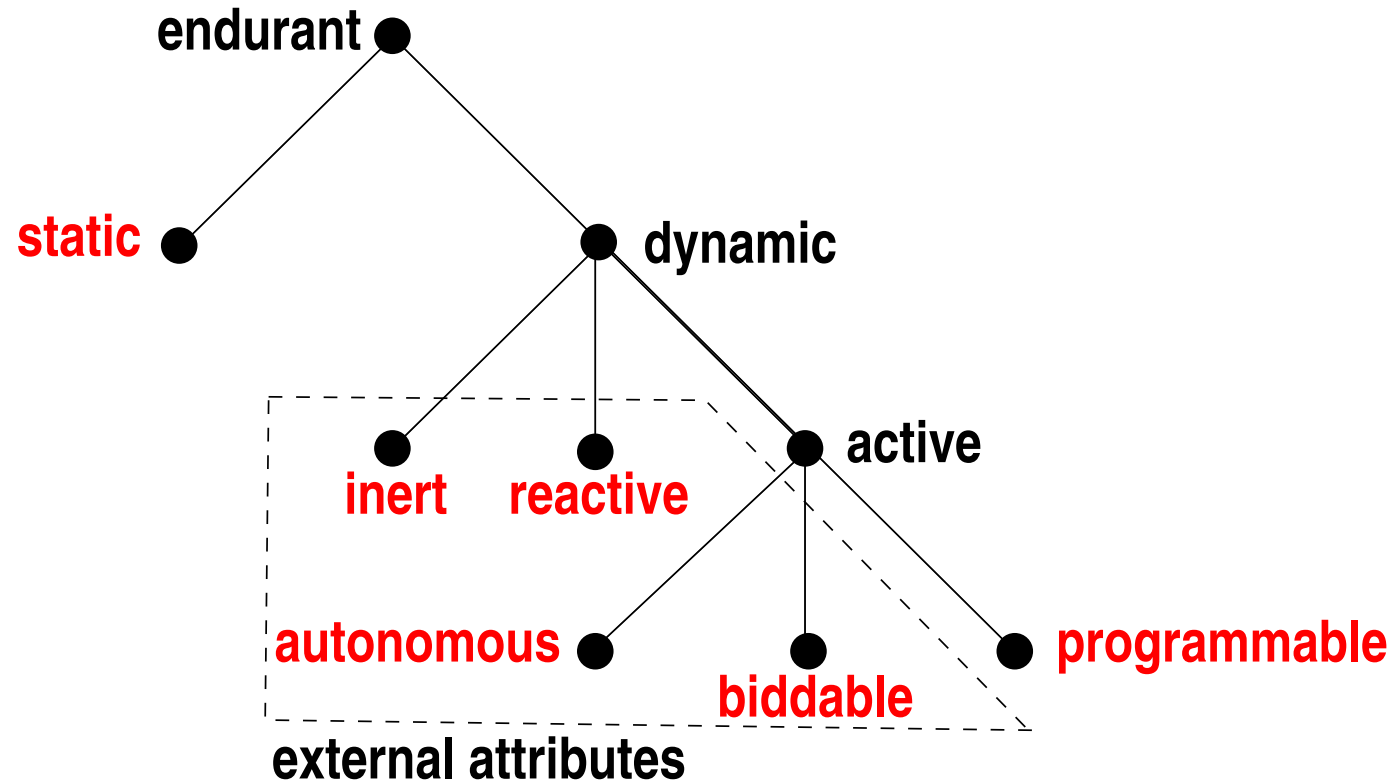 endurant
static
dynamic
active
inert
reactive
autonomous
programmable
biddable
external attributes